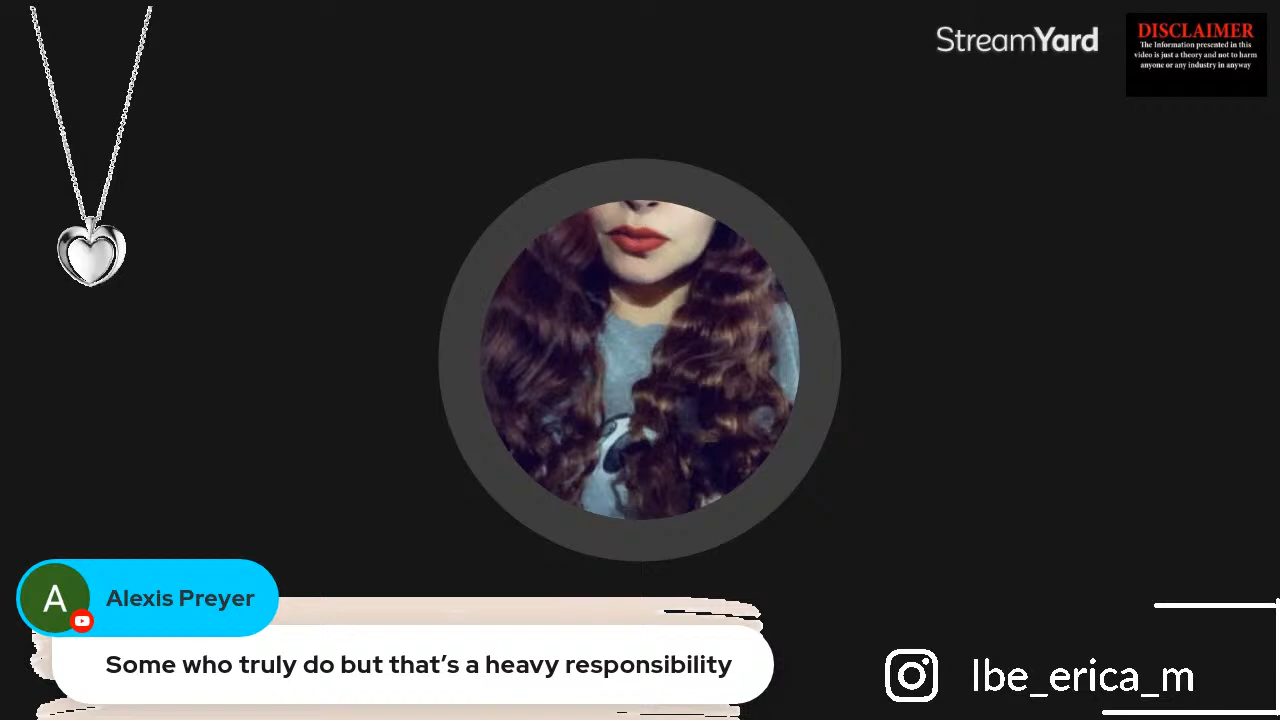 StreamYard
DISCLAIMER
The Information presented in this
video is just a theory and not to harm
anyone or any industry in anyway
A
Alexis Preyer
Some who truly do but that’s a heavy responsibility
lbe_erica_m